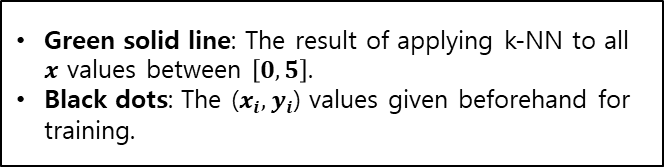 • Green solid line: The result of applying k-NN to all
x values between [0, 5].
• Black dots: The (xᵢ, yᵢ) values given beforehand for
training.